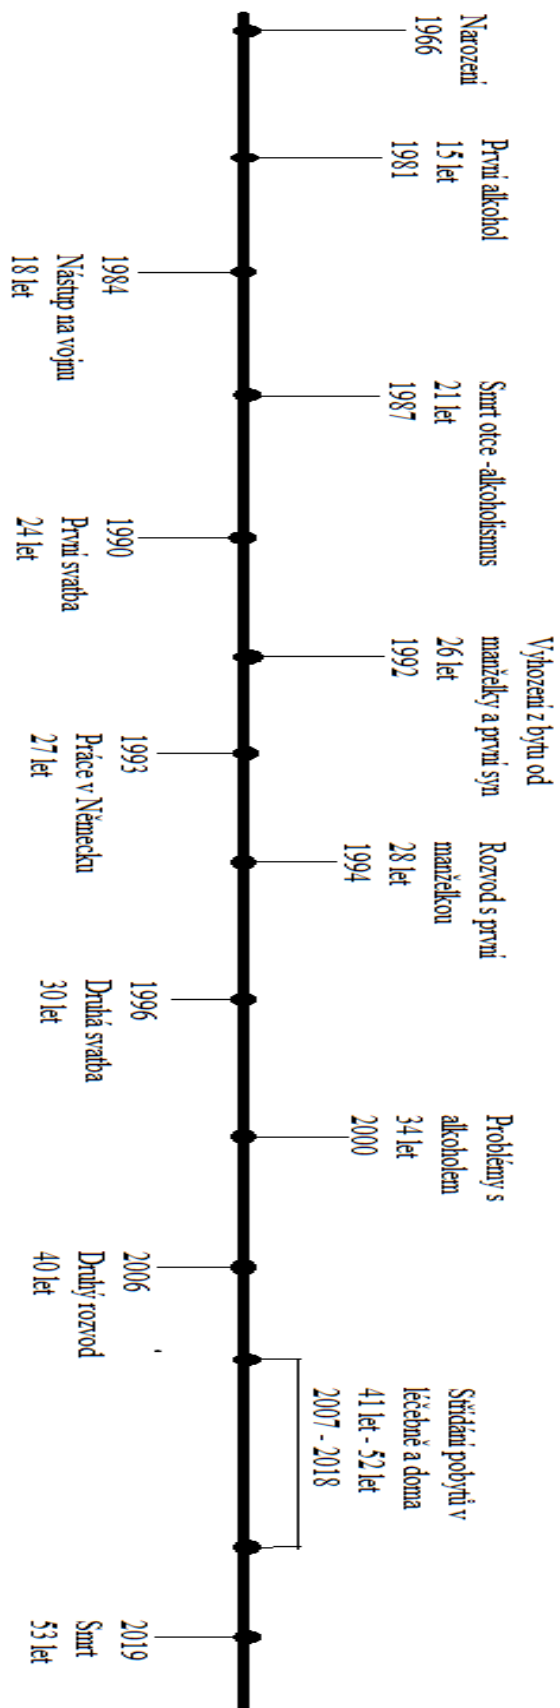 Narození
1966
První alkohol
15 let
1981
1984
Nástup na vojnu
18 let
Smrt otce -alkoholismus
21 let
1987
1990
První svatba
24 let
Vyhození z bytu od
manželky a první syn
26 let
1992
1993
Práce v Německu
27 let
Rozvod s první
manželkou
28 let
1994
1996
Druhá svatba
30 let
Problémy s
alkoholem
34 let
2000
2006
Druhý rozvod
40 let
Střídání pobytů v
léčebně a doma
41 let - 52 let
2007 - 2018
2019
Smrt
53 let